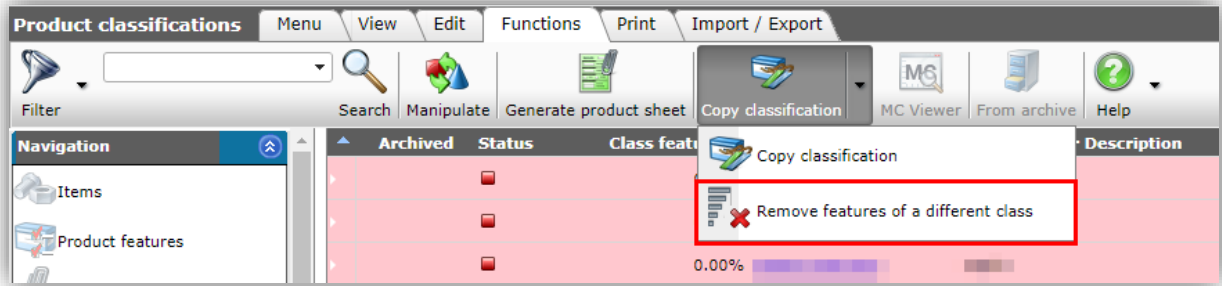 Product classifications Menu View Edit Functions Print Import / Export
Filter Search Manipulate Generate product sheet Copy classification MC Viewer From archive Help
Navigation Archived Status Class Description
Copy classification
Items
Remove features of a different class
Product features
0.00%